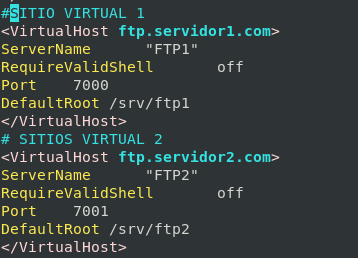 #SITIO VIRTUAL 1
<VirtualHost ftp.servidor1.com>
ServerName "FTP1"
RequireValidShell off
Port 7000
DefaultRoot /srv/ftp1
</VirtualHost>
# SITIOS VIRTUAL 2
<VirtualHost ftp.servidor2.com>
ServerName "FTP2"
RequireValidShell off
Port 7001
DefaultRoot /srv/ftp2
</VirtualHost>